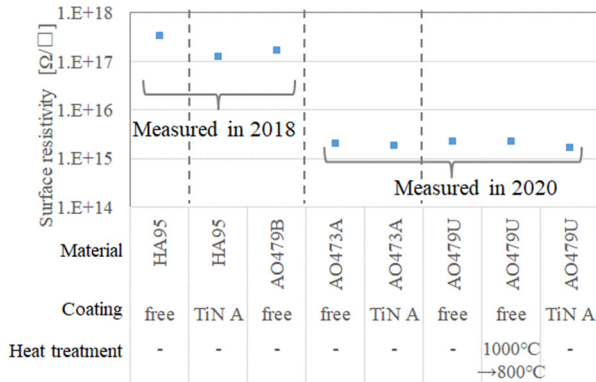 Surface resistivity [Ω/□]
1.E+18
1.E+17
1.E+16
1.E+15
1.E+14
Measured in 2018
Measured in 2020
Material
HA95
HA95
AO479B
AO473A
AO473A
AO479U
AO479U
AO479U
Coating
free
TiN A
free
free
TiN A
free
free
TiN A
Heat treatment
-
-
-
-
-
-
1000°C
→800°C
-